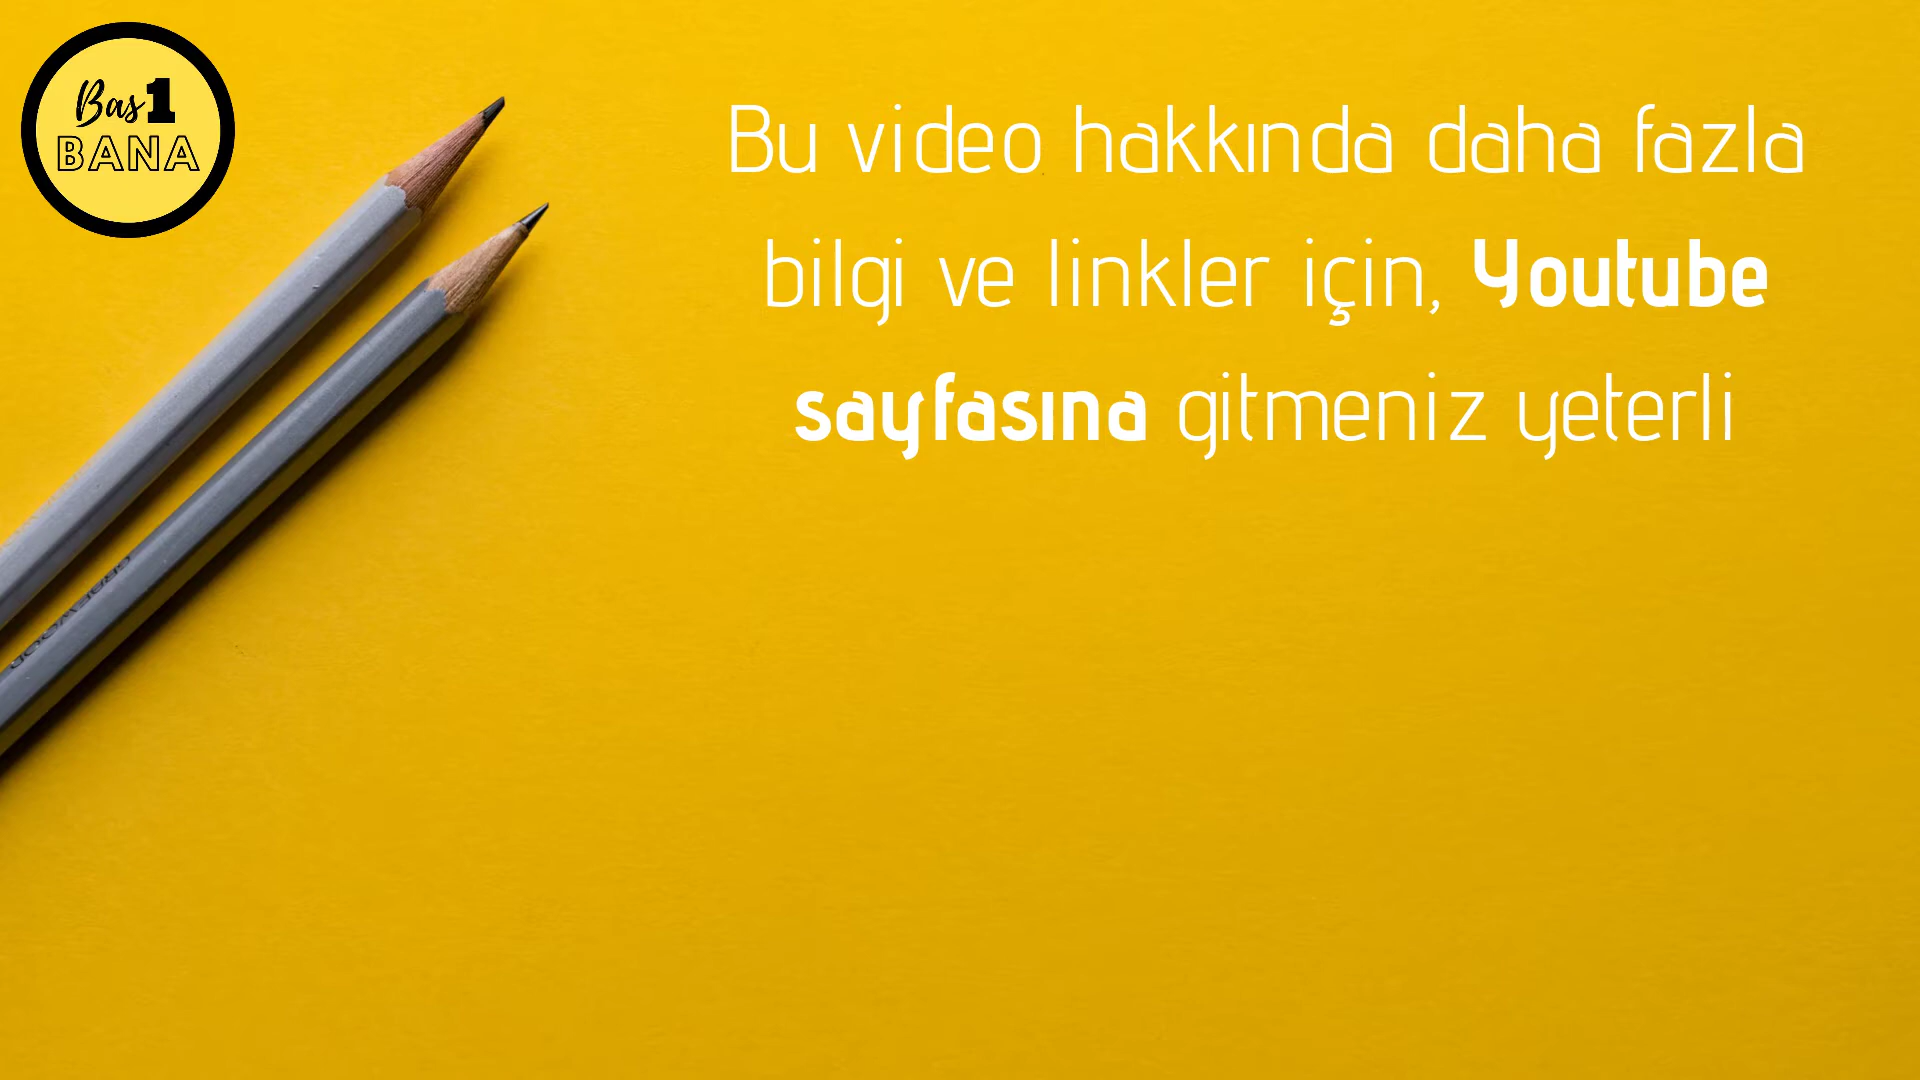 Bas1
BANA
Bu video hakkında daha fazla
bilgi ve linkler için, Youtube
sayfasına gitmeniz yeterli